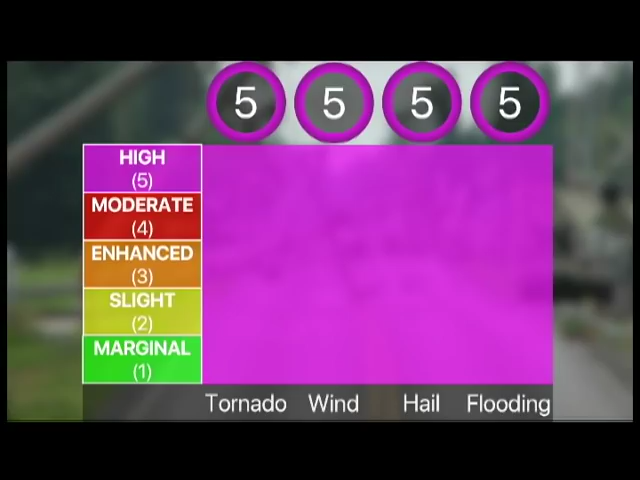 5 5 5 5
HIGH
(5)
MODERATE
(4)
ENHANCED
(3)
SLIGHT
(2)
MARGINAL
(1)
Tornado Wind Hail Flooding